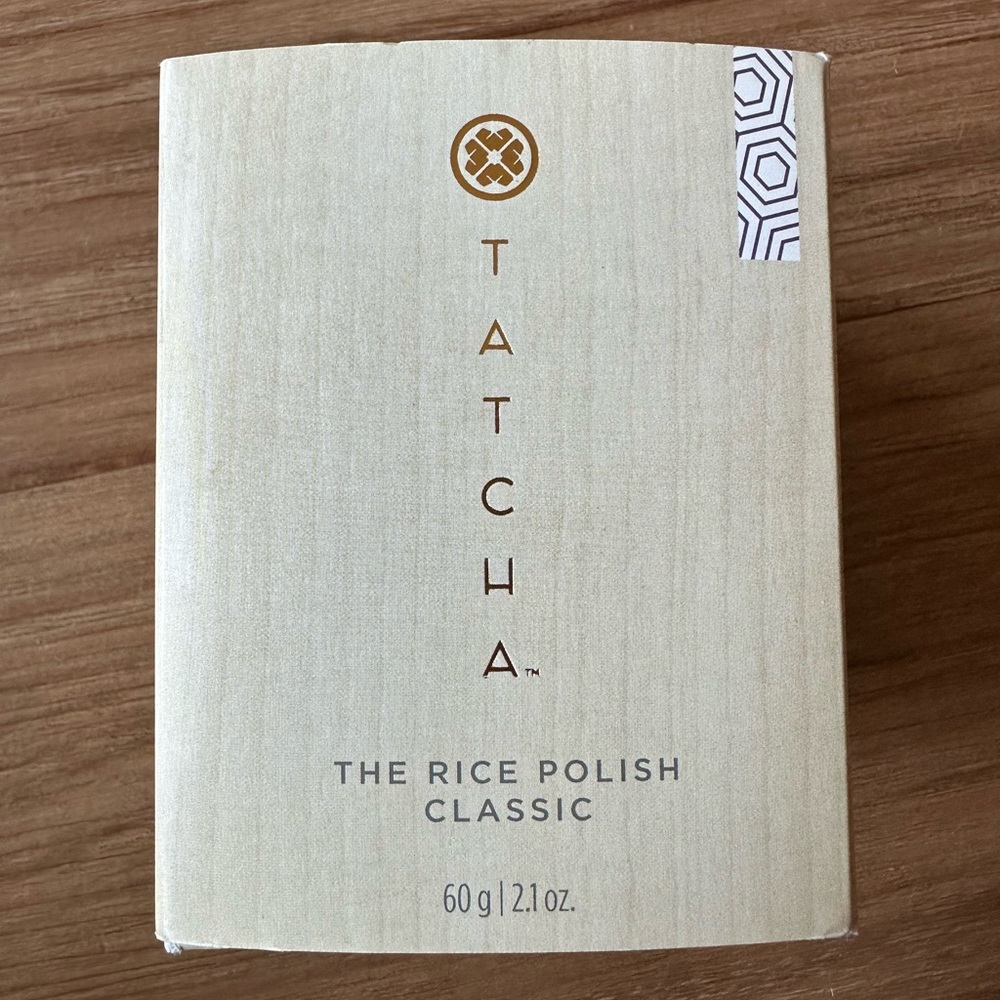 TATCHA™
THE RICE POLISH
CLASSIC
60 g | 2.1 oz.